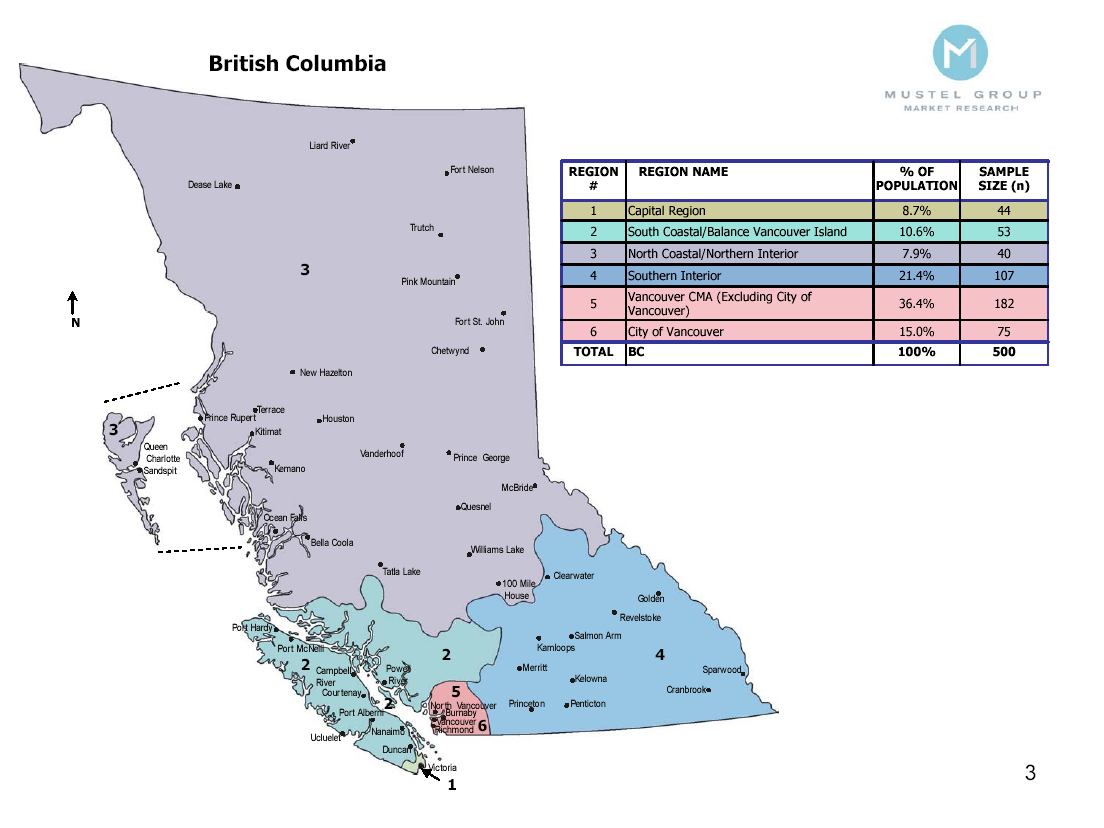 British Columbia
M
MUSTEL GROUP
MARKET RESEARCH
REGION # REGION NAME % OF POPULATION SAMPLE SIZE (n)
1 Capital Region 8.7% 44
2 South Coastal/Balance Vancouver Island 10.6% 53
3 North Coastal/Northern Interior 7.9% 40
4 Southern Interior 21.4% 107
5 Vancouver CMA (Excluding City of Vancouver) 36.4% 182
6 City of Vancouver 15.0% 75
TOTAL BC 100% 500
Liard River
Fort Nelson
Dease Lake
Trutch
3
Pink Mountain
N
Fort St. John
Chetwynd
New Hazelton
Terrace
Prince Rupert
Houston
3
Kitimat
Queen
Charlotte
Sandspit
Vanderhoof
Prince George
Kemano
McBride
Quesnel
Ocean Falls
Bella Coola
Williams Lake
Tatla Lake
Clearwater
100 Mile
House
Golden
Revelstoke
Port Hardy
Salmon Arm
Port McNeill
Kamloops
2
2
4
Campbell
River
Powell
River
Merritt
Sparwood
Kelowna
Courtenay
5
Cranbrook
2
North Vancouver
Princeton
Penticton
Port Alberni
Burnaby
Vancouver
6
Nanaimo
Richmond
Ucluelet
Duncan
Victoria
1
3